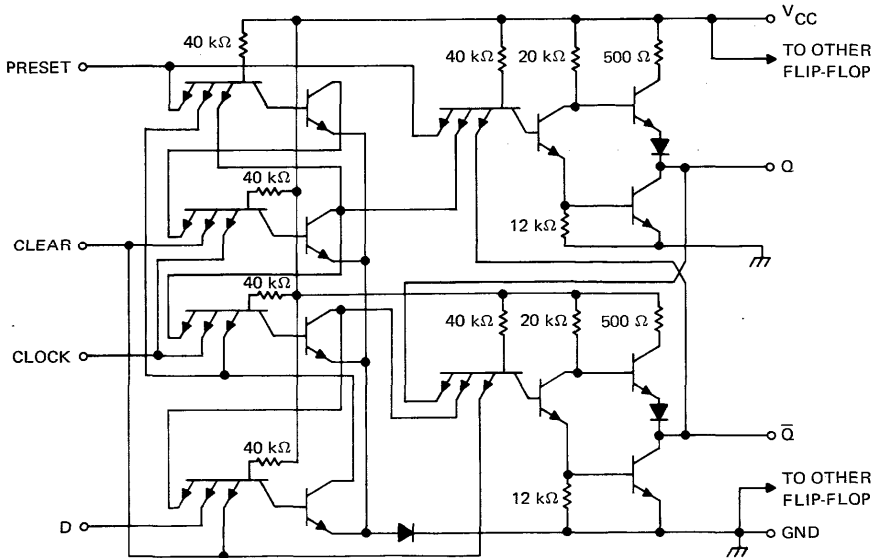 V_CC
40 kΩ
40 kΩ
20 kΩ
500 Ω
TO OTHER
FLIP-FLOP
PRESET
Q
40 kΩ
12 kΩ
CLEAR
40 kΩ
40 kΩ
20 kΩ
500 Ω
CLOCK
Q̅
40 kΩ
TO OTHER
FLIP-FLOP
12 kΩ
D
GND